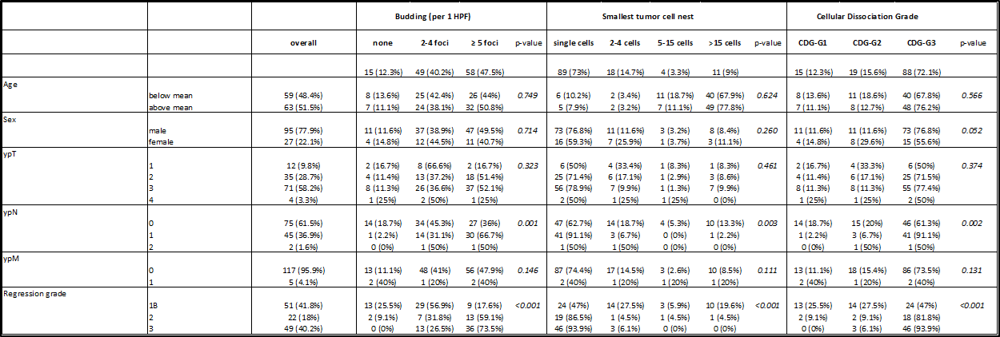 Budding (per 1 HPF) Smallest tumor cell nest Cellular Dissociation Grade
overall none 2-4 foci ≥ 5 foci p-value single cells 2-4 cells 5-15 cells >15 cells p-value CDG-G1 CDG-G2 CDG-G3 p-value
15 (12.3%) 49 (40.2%) 58 (47.5%) 89 (73%) 18 (14.7%) 4 (3.3%) 11 (9%) 15 (12.3%) 19 (15.6%) 88 (72.1%)
Age
below mean 59 (48.4%) 8 (13.6%) 25 (42.4%) 26 (44%) 0.749 6 (10.2%) 2 (3.4%) 11 (18.7%) 40 (67.9%) 0.624 8 (13.6%) 11 (18.6%) 40 (67.8%) 0.566
above mean 63 (51.5%) 7 (11.1%) 24 (38.1%) 32 (50.8%) 5 (7.9%) 2 (3.2%) 7 (11.1%) 49 (77.8%) 7 (11.1%) 8 (12.7%) 48 (76.2%)
Sex
male 95 (77.9%) 11 (11.6%) 37 (38.9%) 47 (49.5%) 0.714 73 (76.8%) 11 (11.6%) 3 (3.2%) 8 (8.4%) 0.260 11 (11.6%) 11 (11.6%) 73 (76.8%) 0.052
female 27 (22.1%) 4 (14.8%) 12 (44.5%) 11 (40.7%) 16 (59.3%) 7 (25.9%) 1 (3.7%) 3 (11.1%) 4 (14.8%) 8 (29.6%) 15 (55.6%)
ypT
1 12 (9.8%) 2 (16.7%) 8 (66.6%) 2 (16.7%) 0.323 6 (50%) 4 (33.4%) 1 (8.3%) 1 (8.3%) 0.461 2 (16.7%) 4 (33.3%) 6 (50%) 0.374
2 35 (28.7%) 4 (11.4%) 13 (37.2%) 18 (51.4%) 25 (71.4%) 6 (17.1%) 1 (2.9%) 3 (8.6%) 4 (11.4%) 6 (17.1%) 25 (71.5%)
3 71 (58.2%) 8 (11.3%) 26 (36.6%) 37 (52.1%) 56 (78.9%) 7 (9.9%) 1 (1.3%) 7 (9.9%) 8 (11.3%) 8 (11.3%) 55 (77.4%)
4 4 (3.3%) 1 (25%) 2 (50%) 1 (25%) 2 (50%) 1 (25%) 1 (25%) 0 (0%) 1 (25%) 1 (25%) 2 (50%)
ypN
0 75 (61.5%) 14 (18.7%) 34 (45.3%) 27 (36%) 0.001 47 (62.7%) 14 (18.7%) 4 (5.3%) 10 (13.3%) 0.003 14 (18.7%) 15 (20%) 46 (61.3%) 0.002
1 45 (36.9%) 1 (2.2%) 14 (31.1%) 30 (66.7%) 41 (91.1%) 3 (6.7%) 0 (0%) 1 (2.2%) 1 (2.2%) 3 (6.7%) 41 (91.1%)
2 2 (1.6%) 0 (0%) 1 (50%) 1 (50%) 1 (50%) 1 (50%) 0 (0%) 0 (0%) 0 (0%) 1 (50%) 1 (50%)
ypM
0 117 (95.9%) 13 (11.1%) 48 (41%) 56 (47.9%) 0.146 87 (74.4%) 17 (14.5%) 3 (2.6%) 10 (8.5%) 0.111 13 (11.1%) 18 (15.4%) 86 (73.5%) 0.131
1 5 (4.1%) 2 (40%) 1 (20%) 2 (40%) 2 (40%) 1 (20%) 1 (20%) 1 (20%) 2 (40%) 1 (20%) 2 (40%)
Regression grade
1B 51 (41.8%) 13 (25.5%) 29 (56.9%) 9 (17.6%) <0.001 24 (47%) 14 (27.5%) 3 (5.9%) 10 (19.6%) <0.001 13 (25.5%) 14 (27.5%) 24 (47%) <0.001
2 22 (18%) 2 (9.1%) 7 (31.8%) 13 (59.1%) 19 (86.5%) 1 (4.5%) 1 (4.5%) 1 (4.5%) 2 (9.1%) 2 (9.1%) 18 (81.8%)
3 49 (40.2%) 0 (0%) 13 (26.5%) 36 (73.5%) 46 (93.9%) 3 (6.1%) 0 (0%) 0 (0%) 0 (0%) 3 (6.1%) 46 (93.9%)